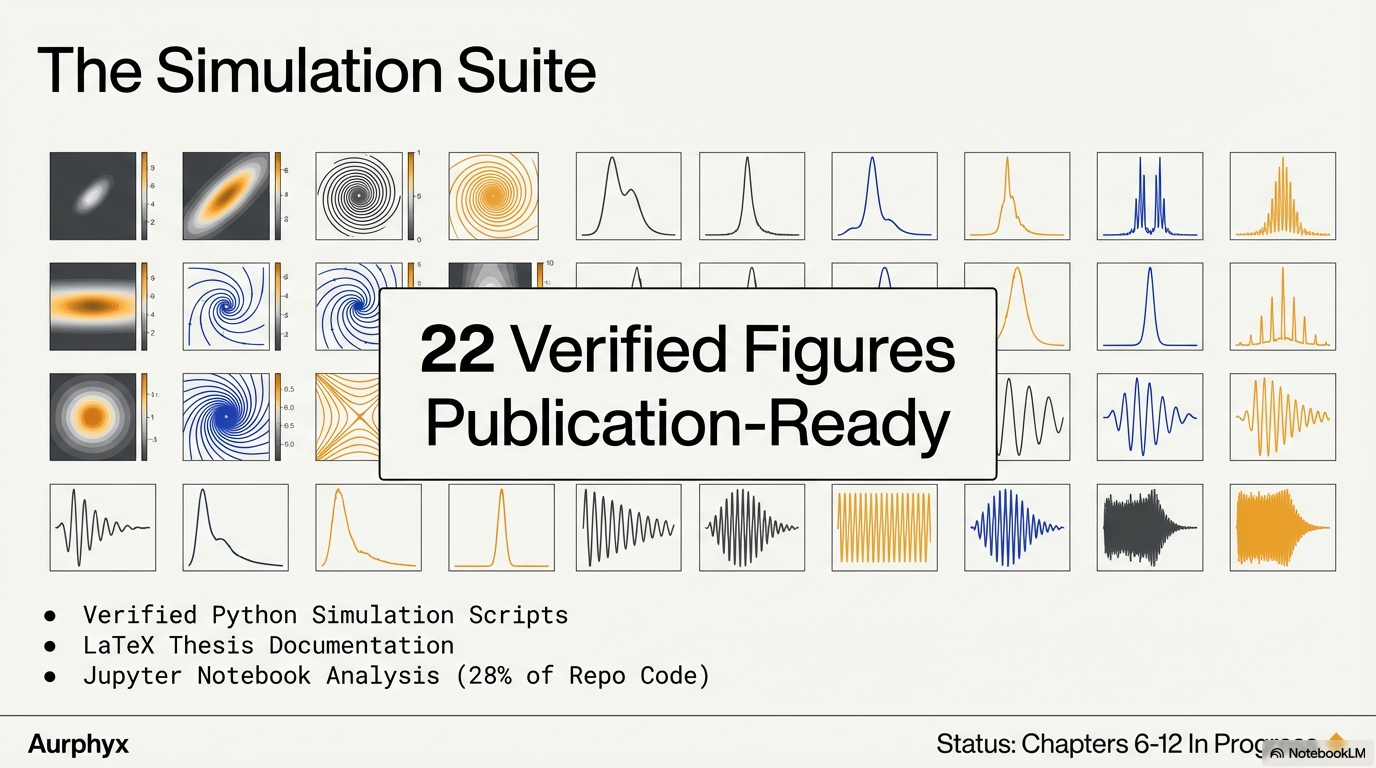 The Simulation Suite
22 Verified Figures
Publication-Ready
● Verified Python Simulation Scripts
● LaTeX Thesis Documentation
● Jupyter Notebook Analysis (28% of Repo Code)
Aurphyx
Status: Chapters 6-12 In Progress
NotebookLM